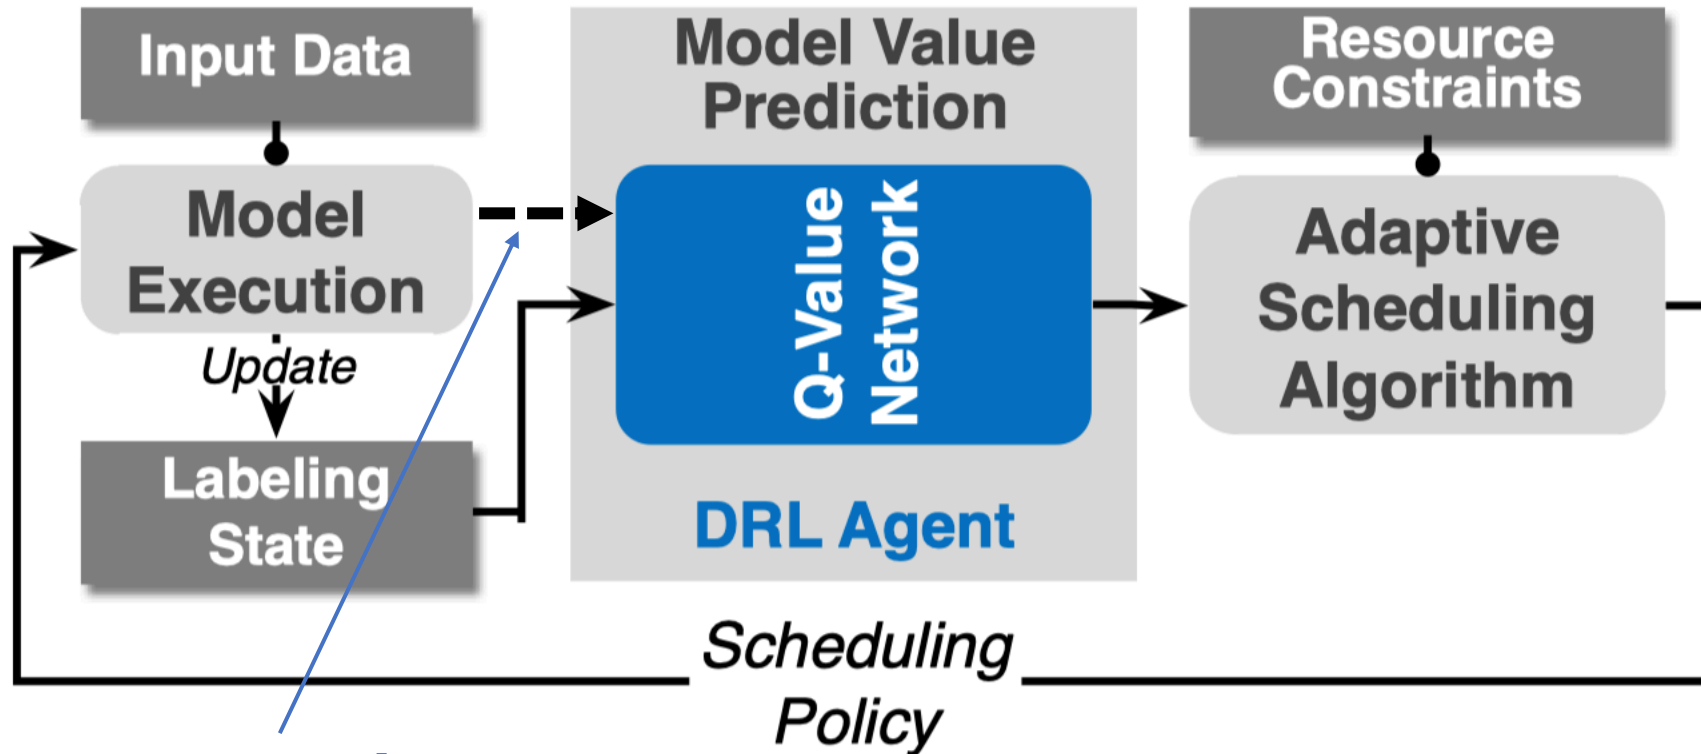 Input Data
Model Value
Prediction
Resource
Constraints
Model
Execution
Update
Labeling
State
Q-Value
Network
DRL Agent
Adaptive
Scheduling
Algorithm
Scheduling
Policy